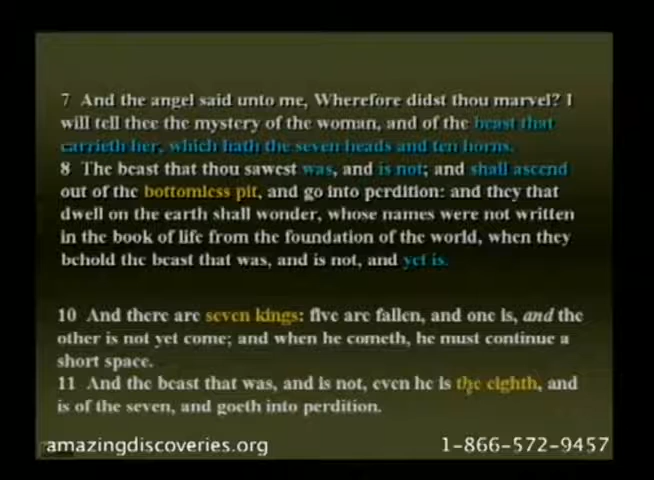 7 And the angel said unto me, Wherefore didst thou marvel? I
will tell thee the mystery of the woman, and of the beast that
carrieth her, which hath the seven heads and ten horns.
8 The beast that thou sawest was, and is not; and shall ascend
out of the bottomless pit, and go into perdition: and they that
dwell on the earth shall wonder, whose names were not written
in the book of life from the foundation of the world, when they
behold the beast that was, and is not, and yet is.
10 And there are seven kings: five are fallen, and one is, and the
other is not yet come; and when he cometh, he must continue a
short space.
11 And the beast that was, and is not, even he is the eighth, and
is of the seven, and goeth into perdition.
amazingdiscoveries.org 1-866-572-9457